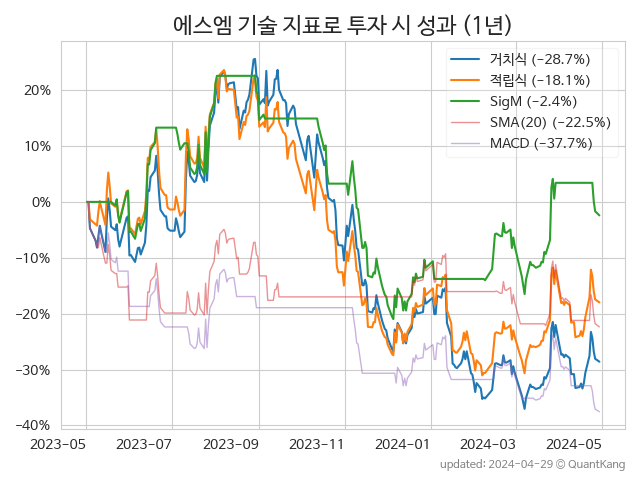 에스엠 기술 지표로 투자 시 성과 (1년)
거치식 (−28.7%)
적립식 (−18.1%)
SigM (−2.4%)
SMA(20) (−22.5%)
MACD (−37.7%)
20%
10%
0%
−10%
−20%
−30%
−40%
2023-05
2023-07
2023-09
2023-11
2024-01
2024-03
2024-05
updated: 2024-04-29 ⓒ QuantKang